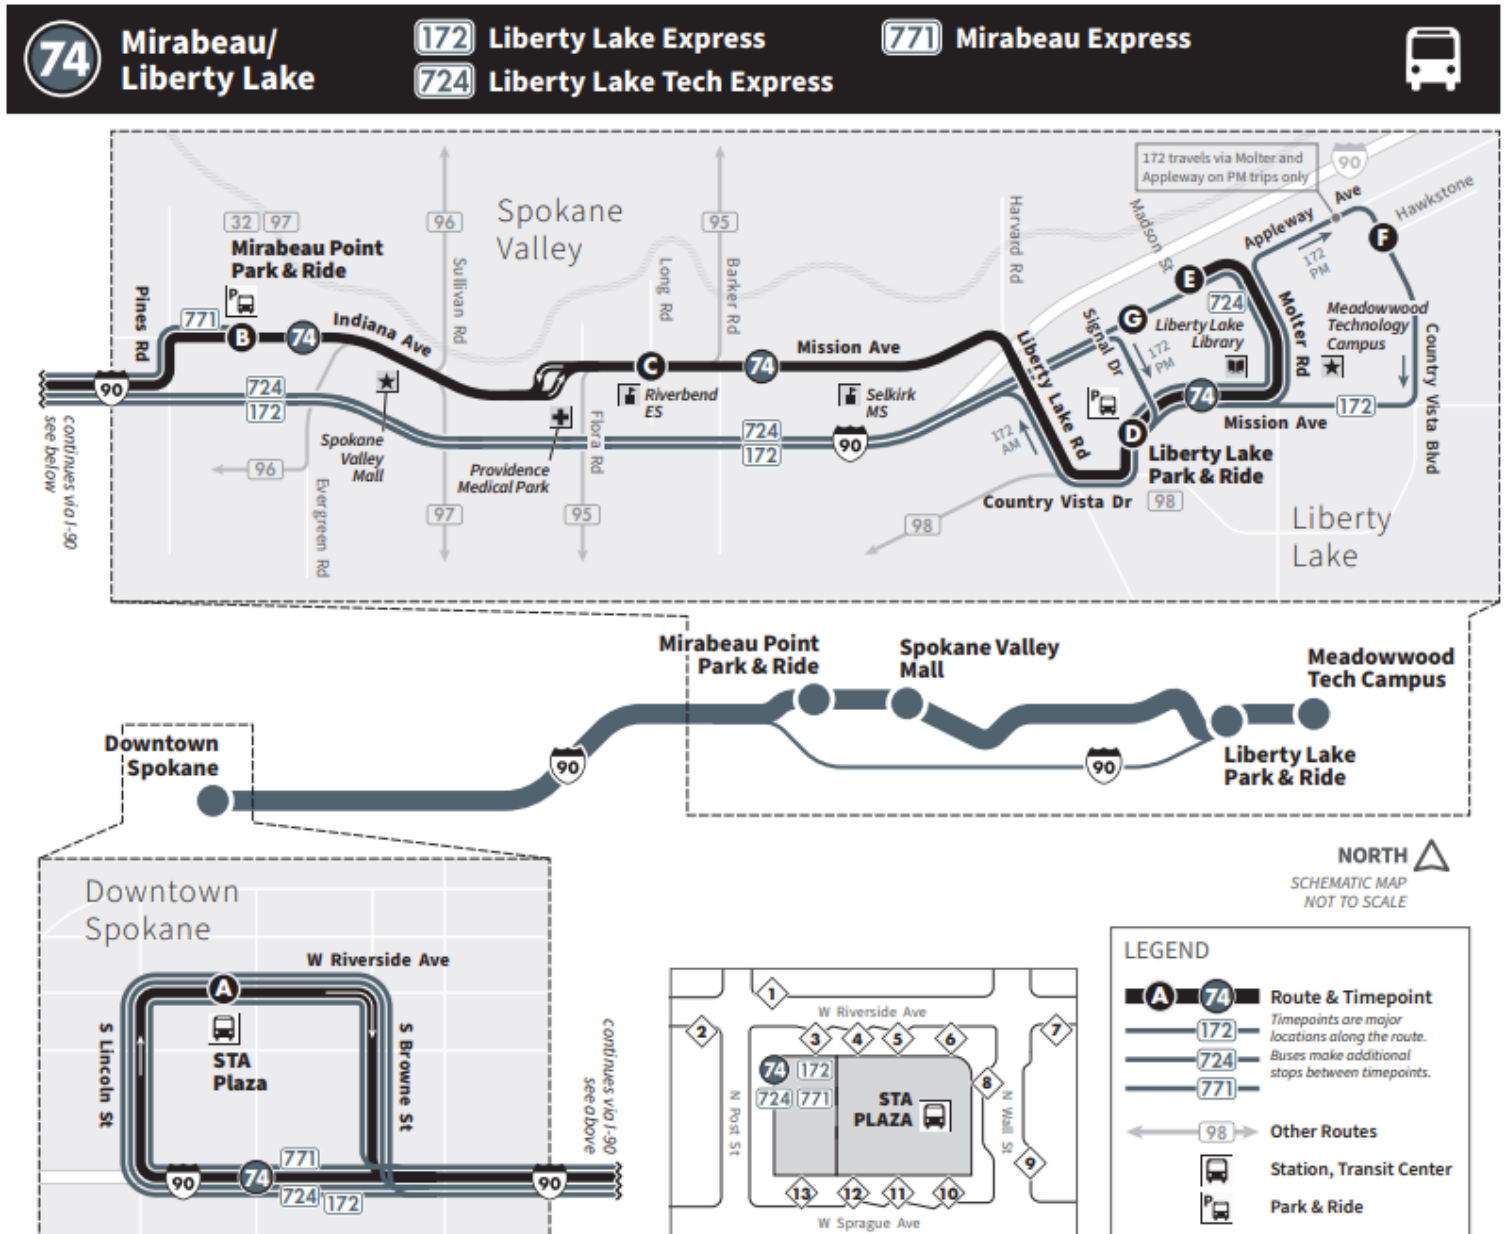 74
Mirabeau/
Liberty Lake
172 Liberty Lake Express
724 Liberty Lake Tech Express
771 Mirabeau Express
172 travels via Molter and
Appleway on PM trips only
90
Spokane
Valley
32 97
96
95
Mirabeau Point
Park & Ride
P
Pines Rd
771
B
74
Indiana Ave
Sullivan Rd
Long Rd
Barker Rd
Harvard Rd
Madson St
Appleway Ave
Hawkstone
F
172
PM
E
724
Liberty Lake
Library
G
Signal Dr
172
PM
Molter Rd
Meadowwood
Technology
Campus
Country Vista Blvd
C
74
Mission Ave
Liberty Lake Rd
P
74
172
Mission Ave
D
Liberty Lake
Park & Ride
90
724
172
continues via I-90
see below
Spokane
Valley
Mall
Providence
Medical Park
Riverbend
ES
Flora Rd
Selkirk
MS
724
172
90
172
AM
96
Evergreen Rd
97
95
98
Country Vista Dr
98
Liberty
Lake
Mirabeau Point
Park & Ride
Spokane Valley
Mall
Meadowwood
Tech Campus
Downtown
Spokane
90
90
Liberty Lake
Park & Ride
NORTH
SCHEMATIC MAP
NOT TO SCALE
Downtown
Spokane
W Riverside Ave
A
STA
Plaza
S Lincoln St
S Browne St
continues via I-90
see above
771
90
74
724
172
90
1
W Riverside Ave
2
3
4
5
6
7
74 172
724 771
STA
PLAZA
8
N Post St
N Wall St
9
13
12
11
10
W Sprague Ave
LEGEND
A 74 Route & Timepoint
172
724
771
Timepoints are major
locations along the route.
Buses make additional
stops between timepoints.
98 Other Routes
Station, Transit Center
P Park & Ride